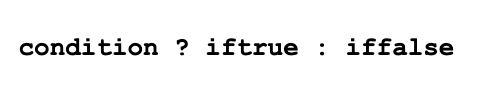 condition ? iftrue : iffalse